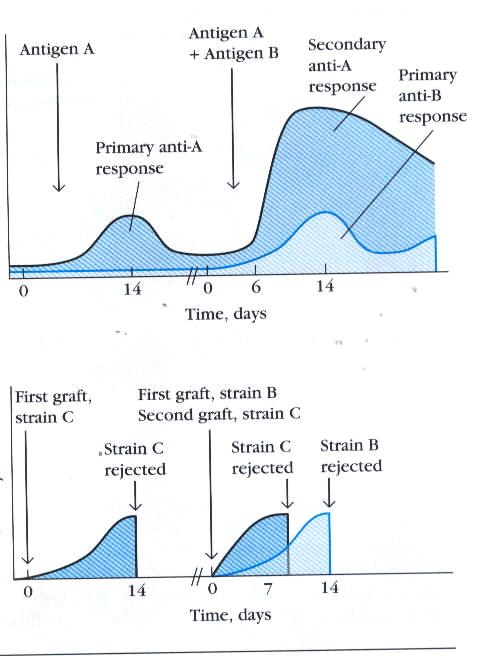 Antigen A
Antigen A
+ Antigen B
Secondary
anti-A
response
Primary
anti-B
response
Primary anti-A
response
0
14
0
6
14
Time, days
First graft,
strain C
First graft, strain B
Second graft, strain C
Strain C
rejected
Strain C
rejected
Strain B
rejected
0
14
0
7
14
Time, days